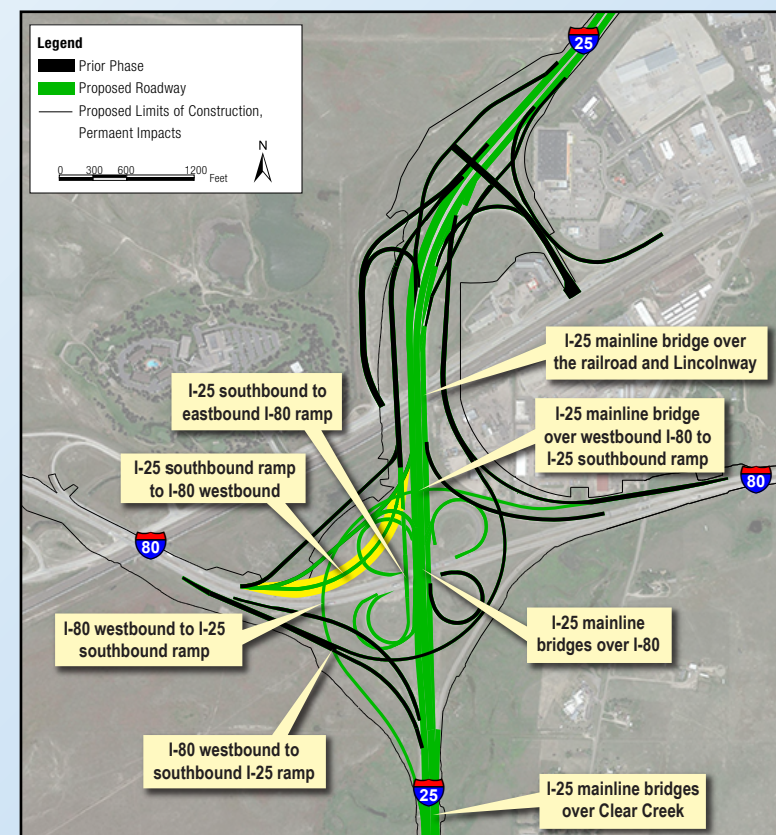 25
Legend
Prior Phase
Proposed Roadway
Proposed Limits of Construction,
Permaent Impacts
N
0 300 600 1200
Feet
I-25 mainline bridge over
the railroad and Lincolnway
I-25 southbound to
eastbound I-80 ramp
I-25 mainline bridge
over westbound I-80 to
I-25 southbound ramp
I-25 southbound ramp
to I-80 westbound
80
80
I-80 westbound to I-25
southbound ramp
I-25 mainline
bridges over I-80
I-80 westbound to
southbound I-25 ramp
25
I-25 mainline bridges
over Clear Creek